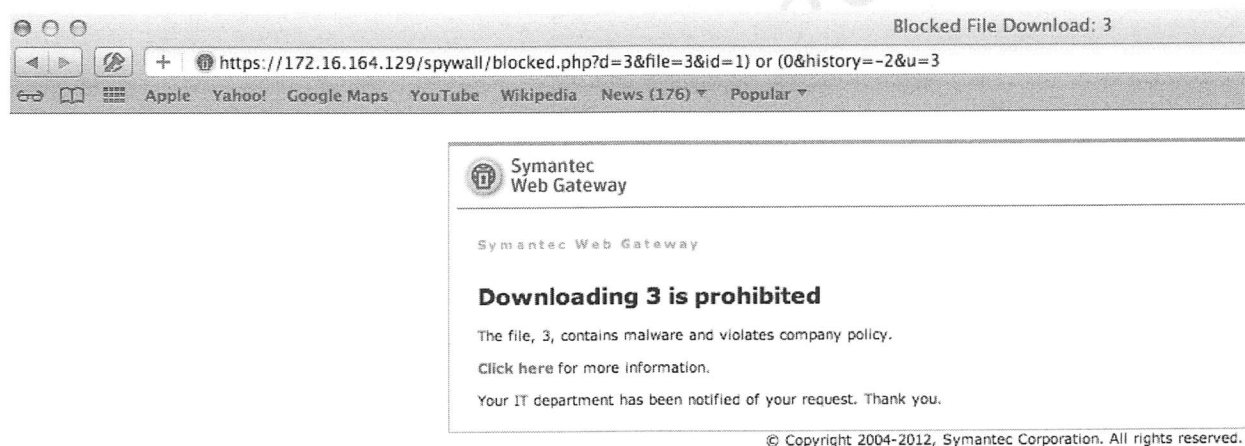 Blocked File Download: 3
https://172.16.164.129/spywall/blocked.php?d=3&file=3&id=1) or (0&history=-2&u=3
Apple Yahoo! Google Maps YouTube Wikipedia News (176) ▾ Popular ▾
Symantec
Web Gateway
Symantec Web Gateway
Downloading 3 is prohibited
The file, 3, contains malware and violates company policy.
Click here for more information.
Your IT department has been notified of your request. Thank you.
© Copyright 2004-2012, Symantec Corporation. All rights reserved.